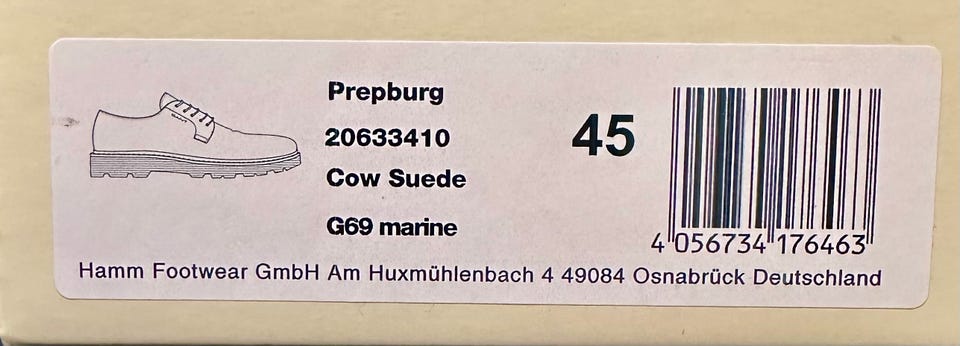 Prepburg
20633410
Cow Suede
G69 marine
45
4 056734 176463
Hamm Footwear GmbH Am Huxmühlenbach 4 49084 Osnabrück Deutschland